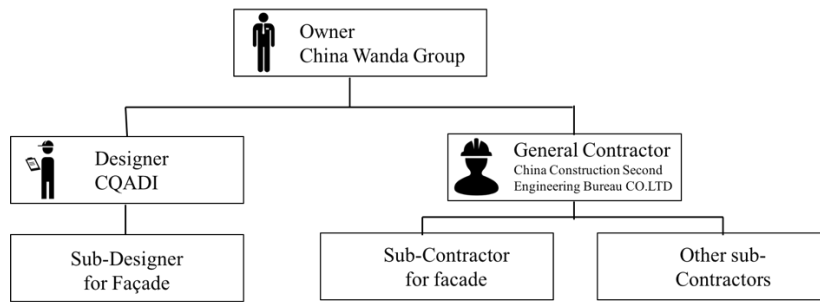 Owner
China Wanda Group
Designer
CQADI
General Contractor
China Construction Second
Engineering Bureau CO.LTD
Sub-Designer
for Façade
Sub-Contractor
for facade
Other sub-
Contractors